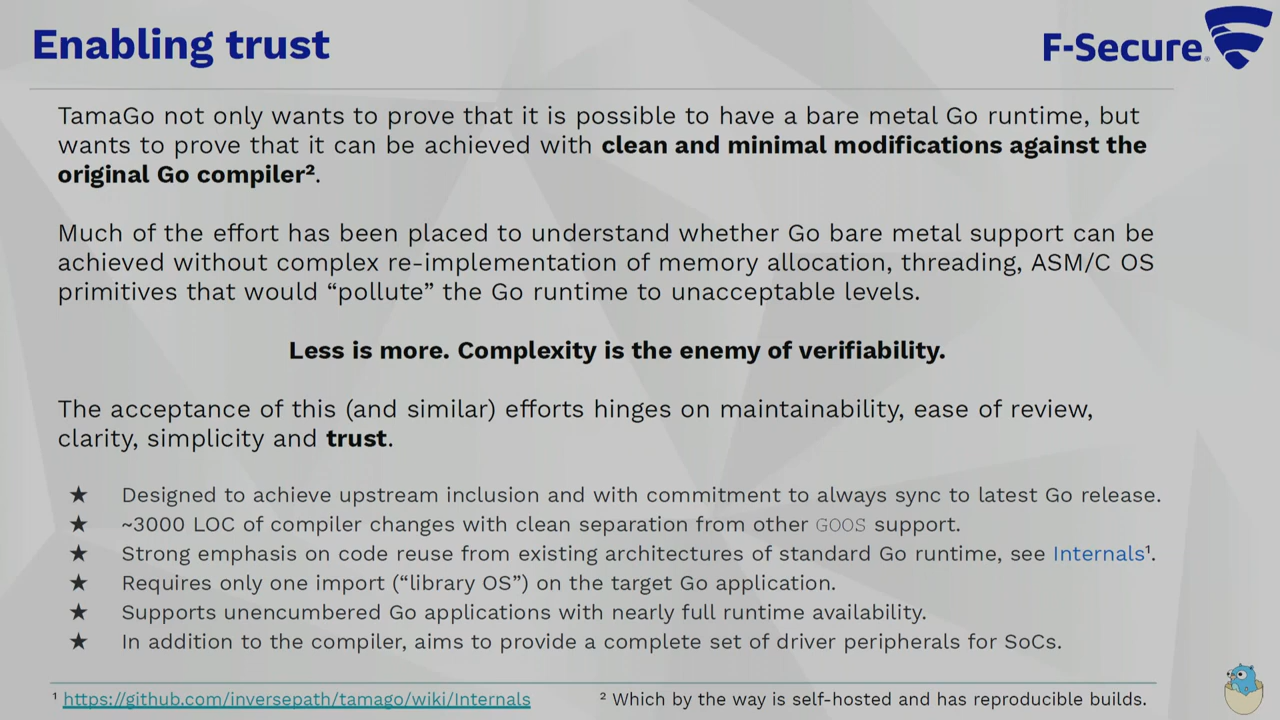 Enabling trust
F-Secure®
TamaGo not only wants to prove that it is possible to have a bare metal Go runtime, but
wants to prove that it can be achieved with clean and minimal modifications against the
original Go compiler².
Much of the effort has been placed to understand whether Go bare metal support can be
achieved without complex re-implementation of memory allocation, threading, ASM/C OS
primitives that would “pollute” the Go runtime to unacceptable levels.
Less is more. Complexity is the enemy of verifiability.
The acceptance of this (and similar) efforts hinges on maintainability, ease of review,
clarity, simplicity and trust.
★ Designed to achieve upstream inclusion and with commitment to always sync to latest Go release.
★ ~3000 LOC of compiler changes with clean separation from other GOOS support.
★ Strong emphasis on code reuse from existing architectures of standard Go runtime, see Internals¹.
★ Requires only one import (“library OS”) on the target Go application.
★ Supports unencumbered Go applications with nearly full runtime availability.
★ In addition to the compiler, aims to provide a complete set of driver peripherals for SoCs.
¹ https://github.com/inversepath/tamago/wiki/Internals
² Which by the way is self-hosted and has reproducible builds.